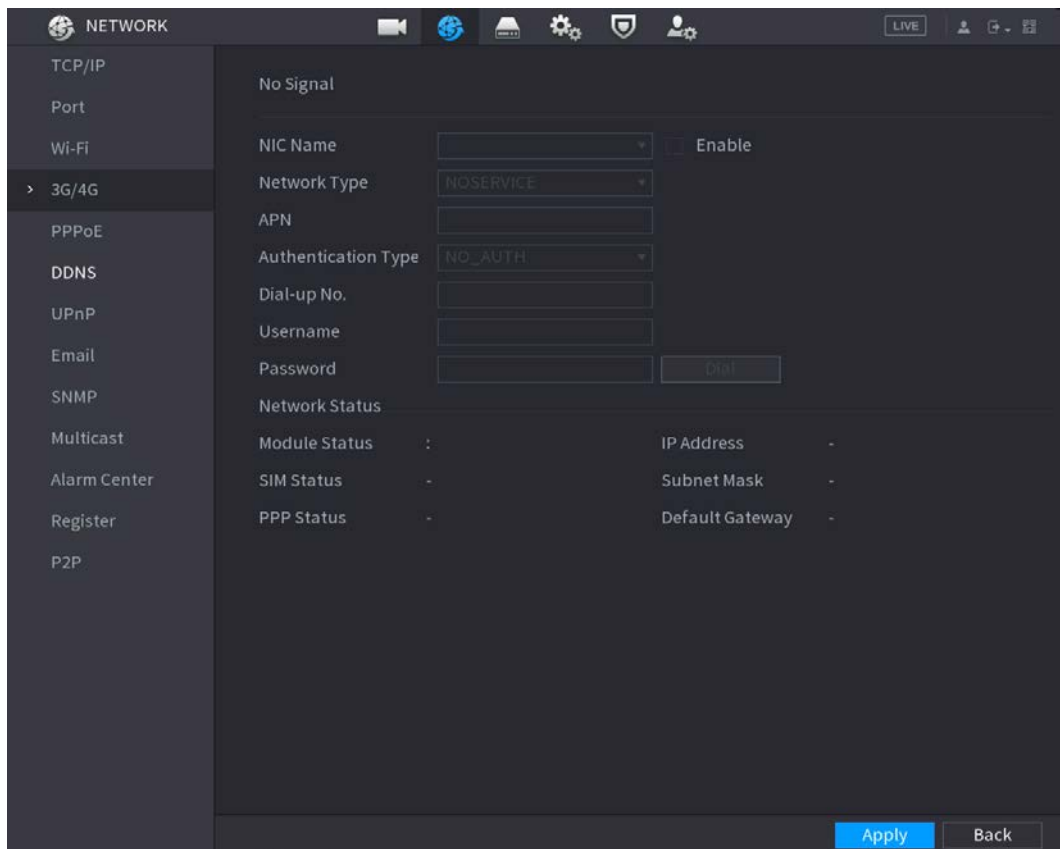 NETWORK
LIVE
TCP/IP
Port
Wi-Fi
3G/4G
PPPoE
DDNS
UPnP
Email
SNMP
Multicast
Alarm Center
Register
P2P
No Signal
NIC Name Enable
Network Type NOSERVICE
APN
Authentication Type NO_AUTH
Dial-up No.
Username
Password Dial
Network Status
Module Status : IP Address -
SIM Status - Subnet Mask -
PPP Status - Default Gateway -
Apply Back